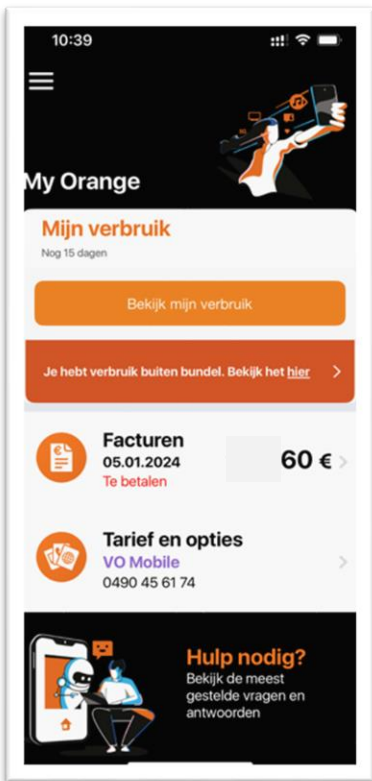 10:39
My Orange
Mijn verbruik
Nog 15 dagen
Bekijk mijn verbruik
Je hebt verbruik buiten bundel. Bekijk het hier
Facturen
05.01.2024
60 €
Te betalen
Tarief en opties
VO Mobile
0490 45 61 74
Hulp nodig?
Bekijk de meest
gestelde vragen en
antwoorden